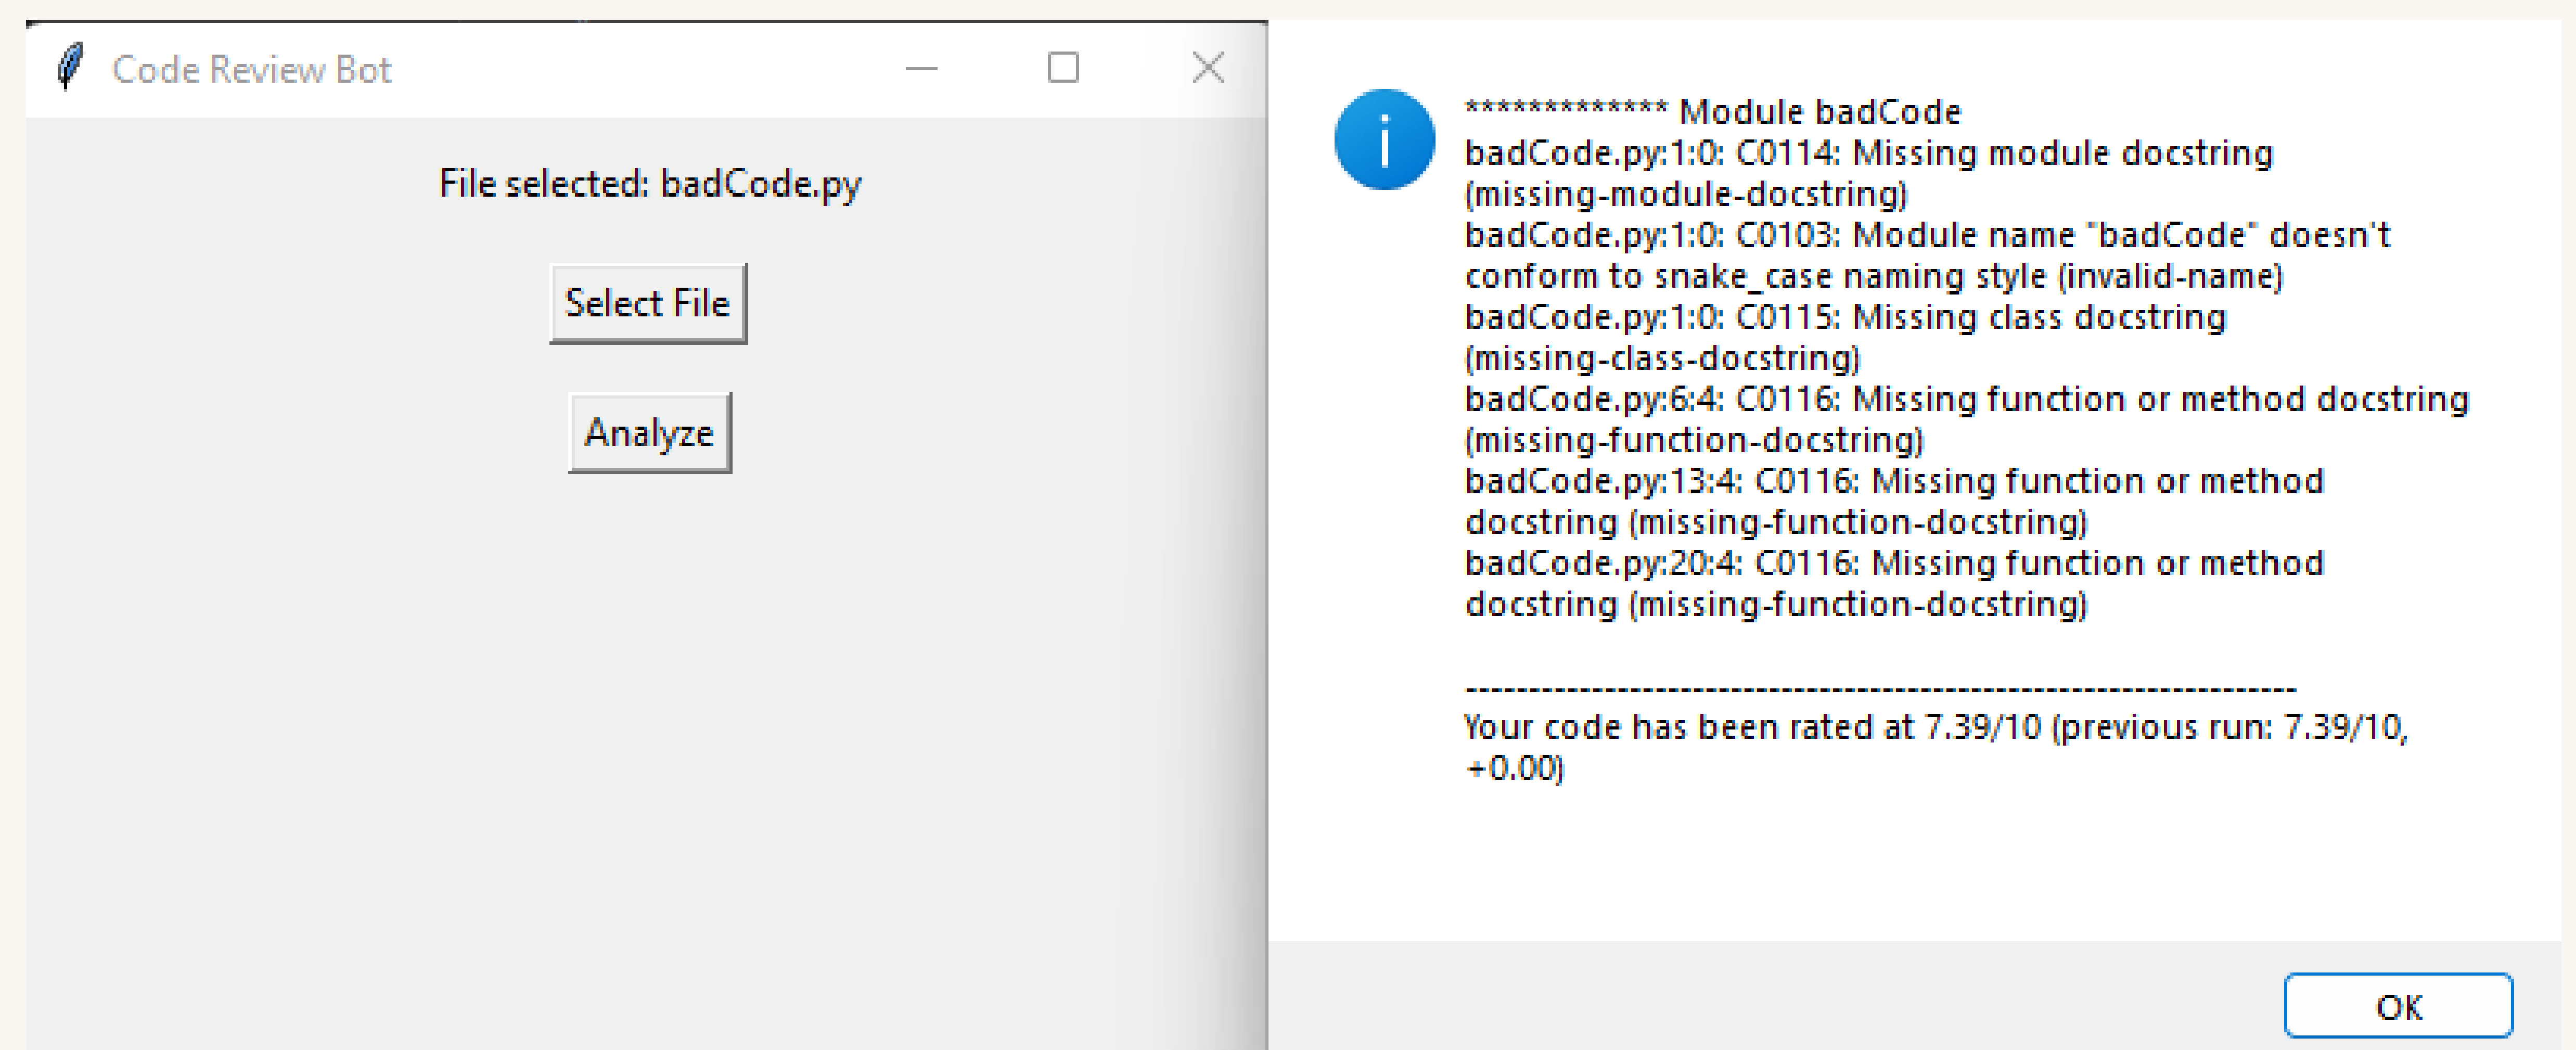 Code Review Bot
File selected: badCode.py
Select File
Analyze
************* Module badCode
badCode.py:1:0: C0114: Missing module docstring
(missing-module-docstring)
badCode.py:1:0: C0103: Module name "badCode" doesn't
conform to snake_case naming style (invalid-name)
badCode.py:1:0: C0115: Missing class docstring
(missing-class-docstring)
badCode.py:6:4: C0116: Missing function or method docstring
(missing-function-docstring)
badCode.py:13:4: C0116: Missing function or method
docstring (missing-function-docstring)
badCode.py:20:4: C0116: Missing function or method
docstring (missing-function-docstring)
------------------------------------------------------------------
Your code has been rated at 7.39/10 (previous run: 7.39/10,
+0.00)
OK